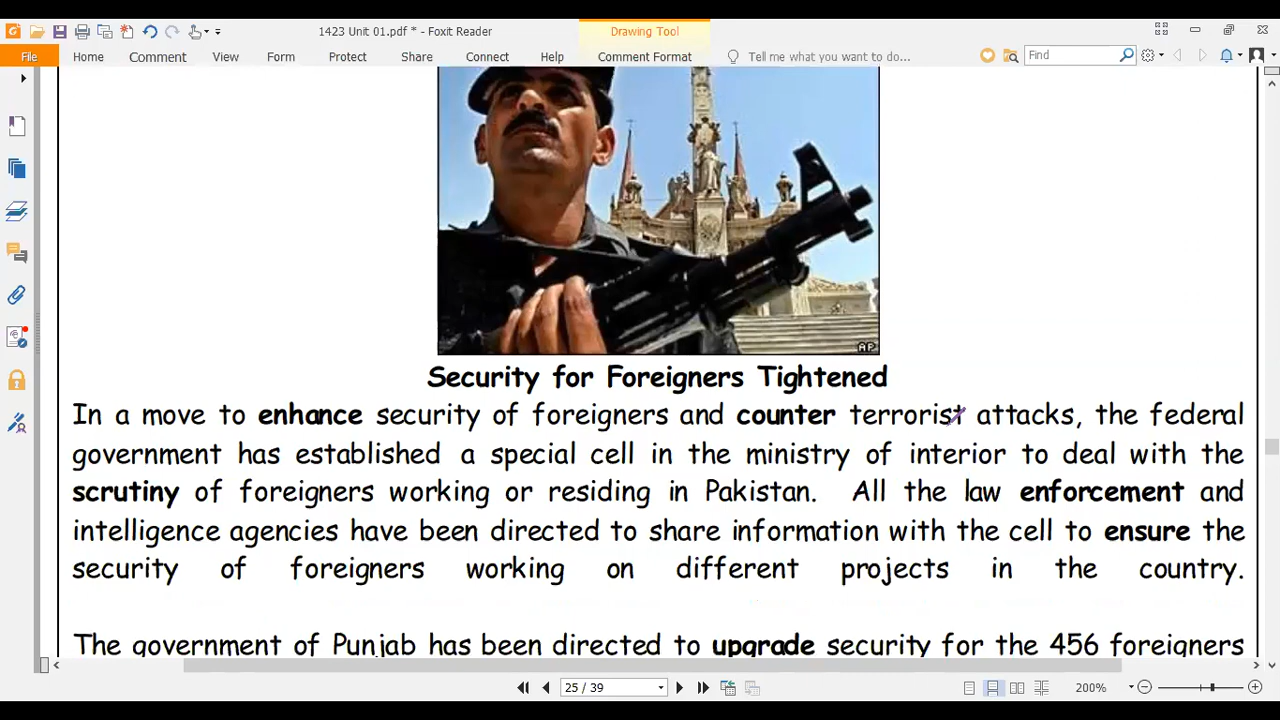 1423 Unit 01.pdf * - Foxit Reader
Drawing Tool
File Home Comment View Form Protect Share Connect Help Comment Format Tell me what you want to do... Find
AP
Security for Foreigners Tightened
In a move to enhance security of foreigners and counter terrorist attacks, the federal
government has established a special cell in the ministry of interior to deal with the
scrutiny of foreigners working or residing in Pakistan. All the law enforcement and
intelligence agencies have been directed to share information with the cell to ensure the
security of foreigners working on different projects in the country.
The government of Punjab has been directed to upgrade security for the 456 foreigners
25 / 39
200%